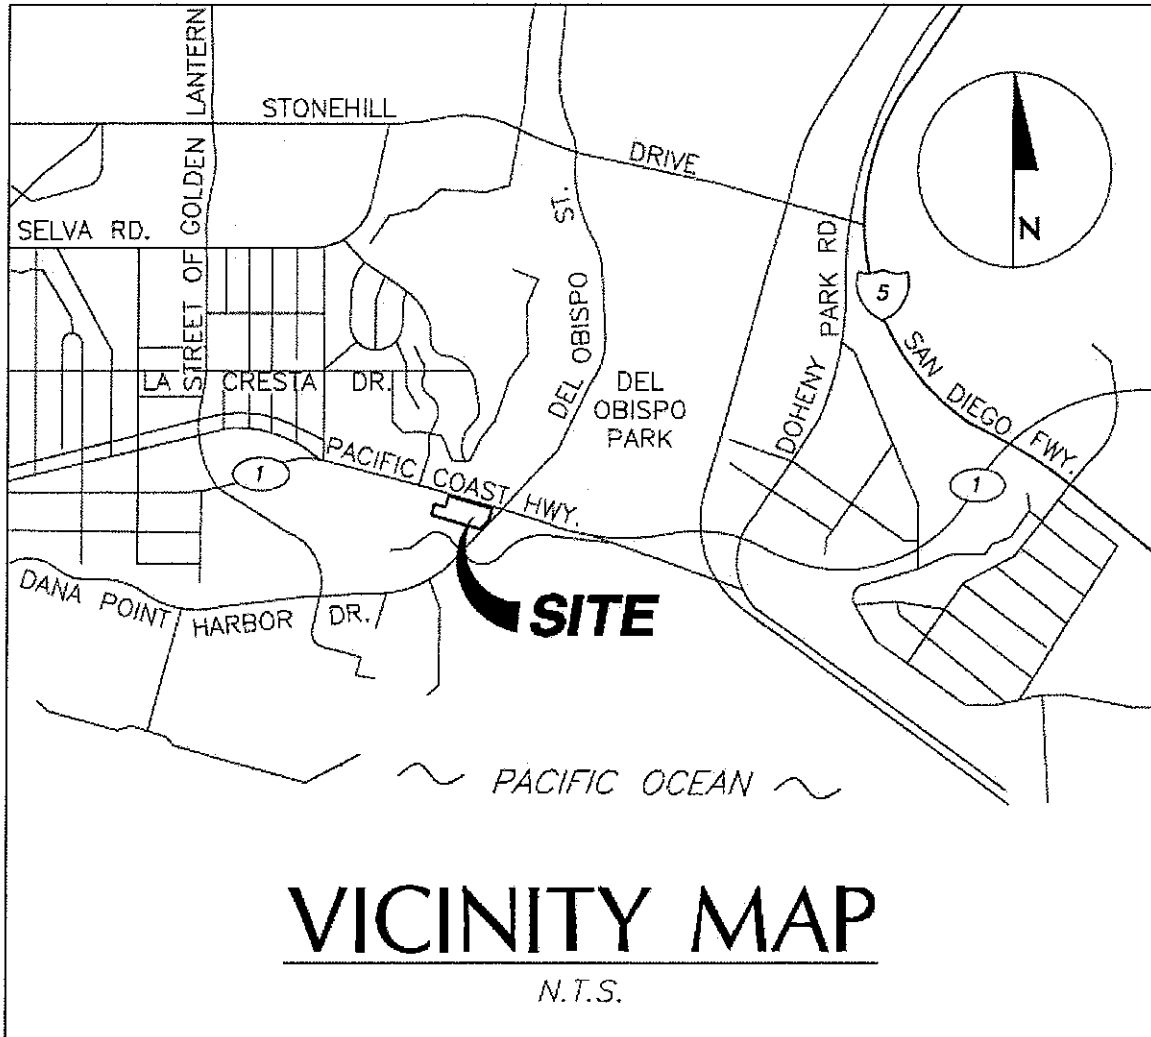 STONEHILL
DRIVE
STREET OF GOLDEN LANTERN
SELVA RD.
N
DEL OBISPO ST.
DOHENY PARK RD
5
SAN DIEGO FWY.
LA CRESTA DR.
DEL
OBISPO
PARK
1
PACIFIC COAST HWY.
1
DANA POINT HARBOR DR.
SITE
PACIFIC OCEAN
VICINITY MAP
N.T.S.